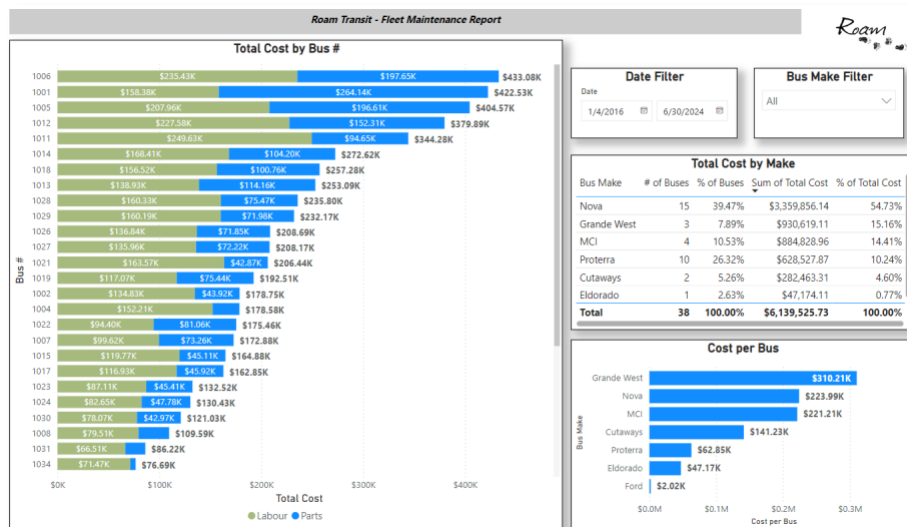 Roam Transit - Fleet Maintenance Report
Roam
Total Cost by Bus #
Bus #
1006 $235.43K $197.65K $433.08K
1001 $158.38K $264.14K $422.53K
1005 $207.96K $196.61K $404.57K
1012 $227.58K $152.31K $379.89K
1011 $249.63K $94.65K $344.28K
1014 $168.41K $104.20K $272.62K
1018 $156.52K $100.76K $257.28K
1013 $138.93K $114.16K $253.09K
1028 $160.33K $75.47K $235.80K
1029 $160.19K $71.98K $232.17K
1026 $136.84K $71.85K $208.69K
1027 $135.96K $72.22K $208.17K
1021 $163.57K $42.87K $206.44K
1019 $117.07K $75.44K $192.51K
1002 $134.83K $43.92K $178.75K
1004 $152.21K $178.58K
1022 $94.40K $81.06K $175.46K
1007 $99.62K $73.26K $172.88K
1015 $119.77K $45.11K $164.88K
1017 $116.93K $45.92K $162.85K
1023 $87.11K $45.41K $132.52K
1024 $82.65K $47.78K $130.43K
1030 $78.07K $42.97K $121.03K
1008 $79.51K $109.59K
1031 $66.51K $86.22K
1034 $71.47K $76.69K
$0K $100K $200K $300K $400K
Total Cost
Labour Parts
Date Filter
Date
1/4/2016 6/30/2024
Bus Make Filter
All
Total Cost by Make
Bus Make # of Buses % of Buses Sum of Total Cost % of Total Cost
Nova 15 39.47% $3,359,856.14 54.73%
Grande West 3 7.89% $930,619.11 15.16%
MCI 4 10.53% $884,828.96 14.41%
Proterra 10 26.32% $628,527.87 10.24%
Cutaways 2 5.26% $282,463.31 4.60%
Eldorado 1 2.63% $47,174.11 0.77%
Total 38 100.00% $6,139,525.73 100.00%
Cost per Bus
Bus Make
Grande West $310.21K
Nova $223.99K
MCI $221.21K
Cutaways $141.23K
Proterra $62.85K
Eldorado $47.17K
Ford $2.02K
$0.0M $0.1M $0.2M $0.3M
Cost per Bus